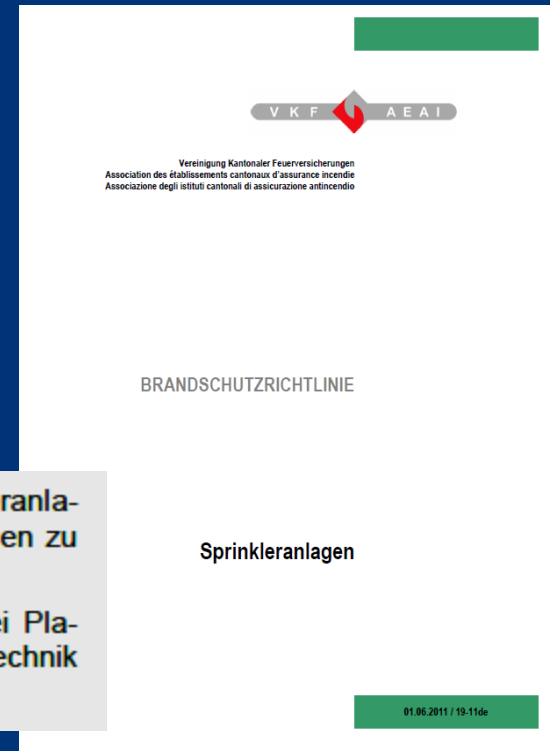 VKF AEAI
Vereinigung Kantonaler Feuerversicherungen
Association des établissements cantonaux d'assurance incendie
Associazione degli istituti cantonali di assicurazione antincendio
BRANDSCHUTZRICHTLINIE
ranla-
en zu
Sprinkleranlagen
i Pla-
echnik
01.06.2011 / 19-11de